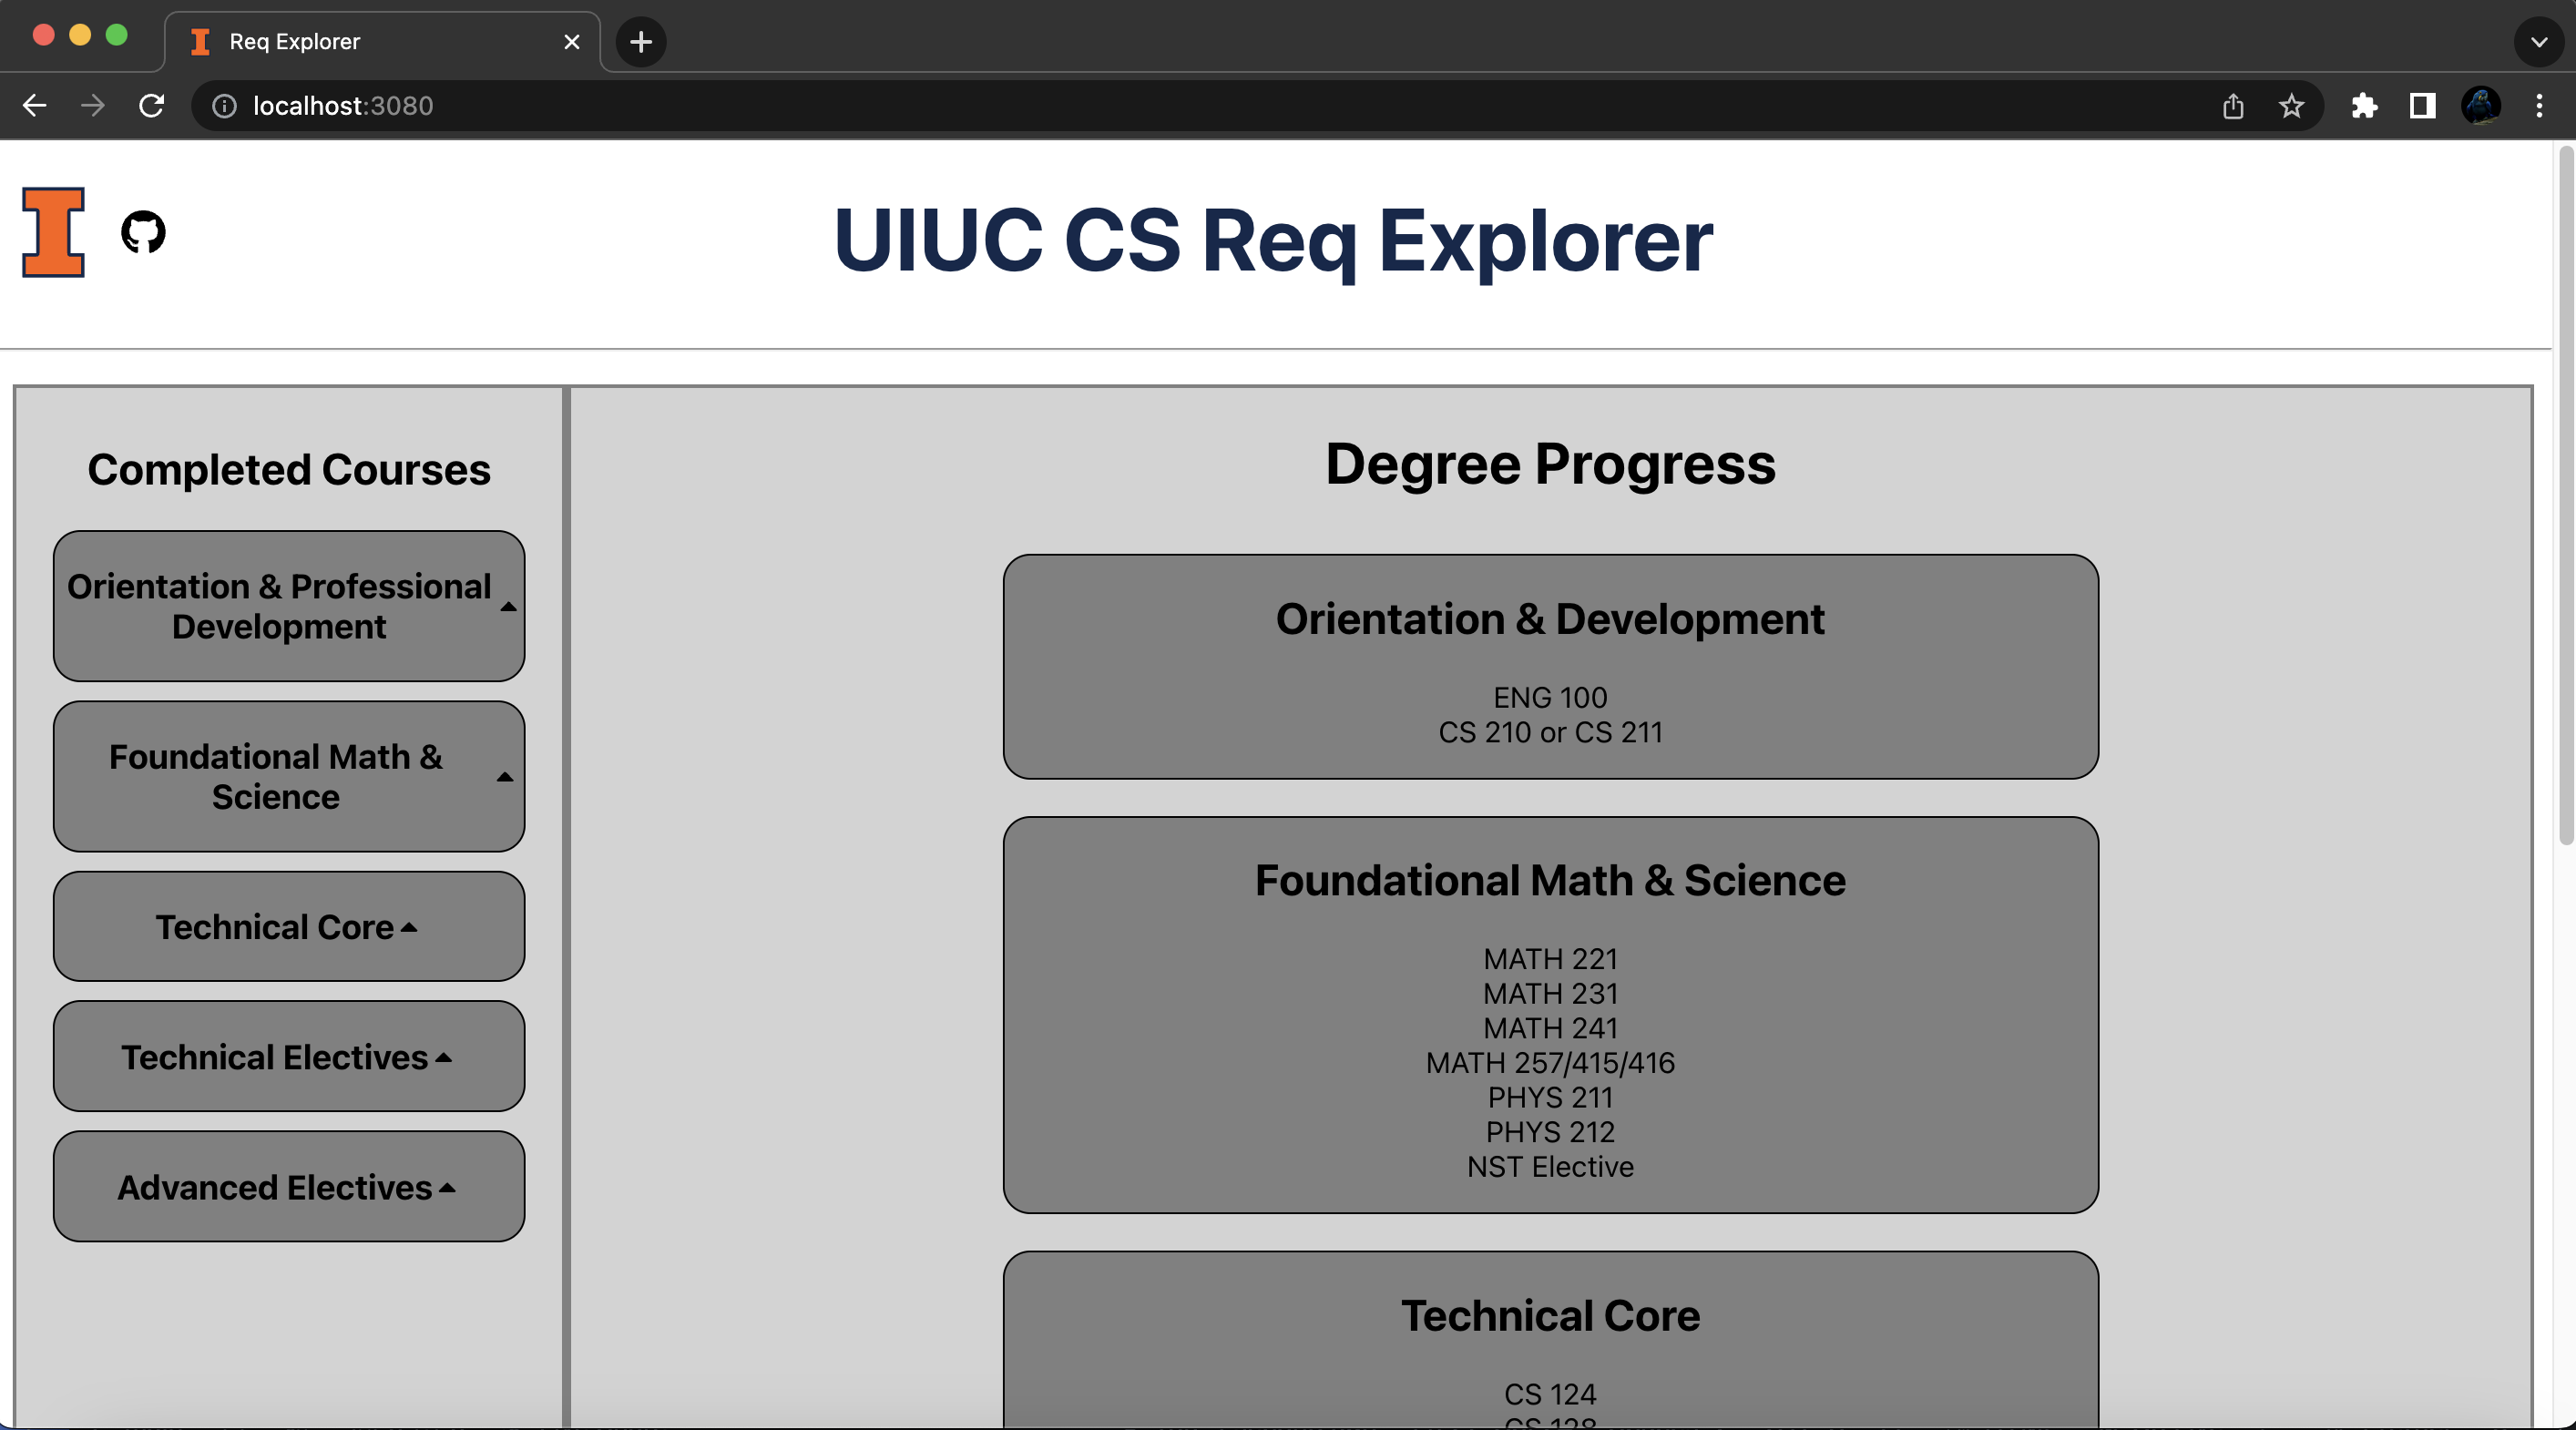 Req Explorer
localhost:3080
UIUC CS Req Explorer
Completed Courses
Orientation & Professional
Development
Foundational Math &
Science
Technical Core
Technical Electives
Advanced Electives
Degree Progress
Orientation & Development
ENG 100
CS 210 or CS 211
Foundational Math & Science
MATH 221
MATH 231
MATH 241
MATH 257/415/416
PHYS 211
PHYS 212
NST Elective
Technical Core
CS 124
CS 128